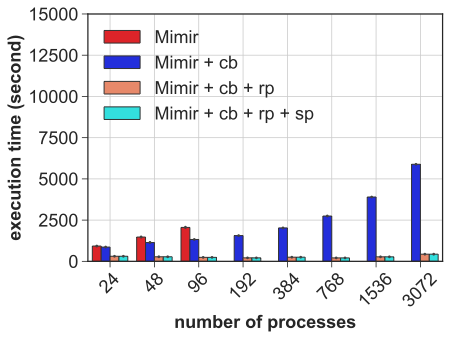 15000
12500
10000
7500
5000
2500
0
execution time (second)
Mimir
Mimir + cb
Mimir + cb + rp
Mimir + cb + rp + sp
24
48
96
192
384
768
1536
3072
number of processes